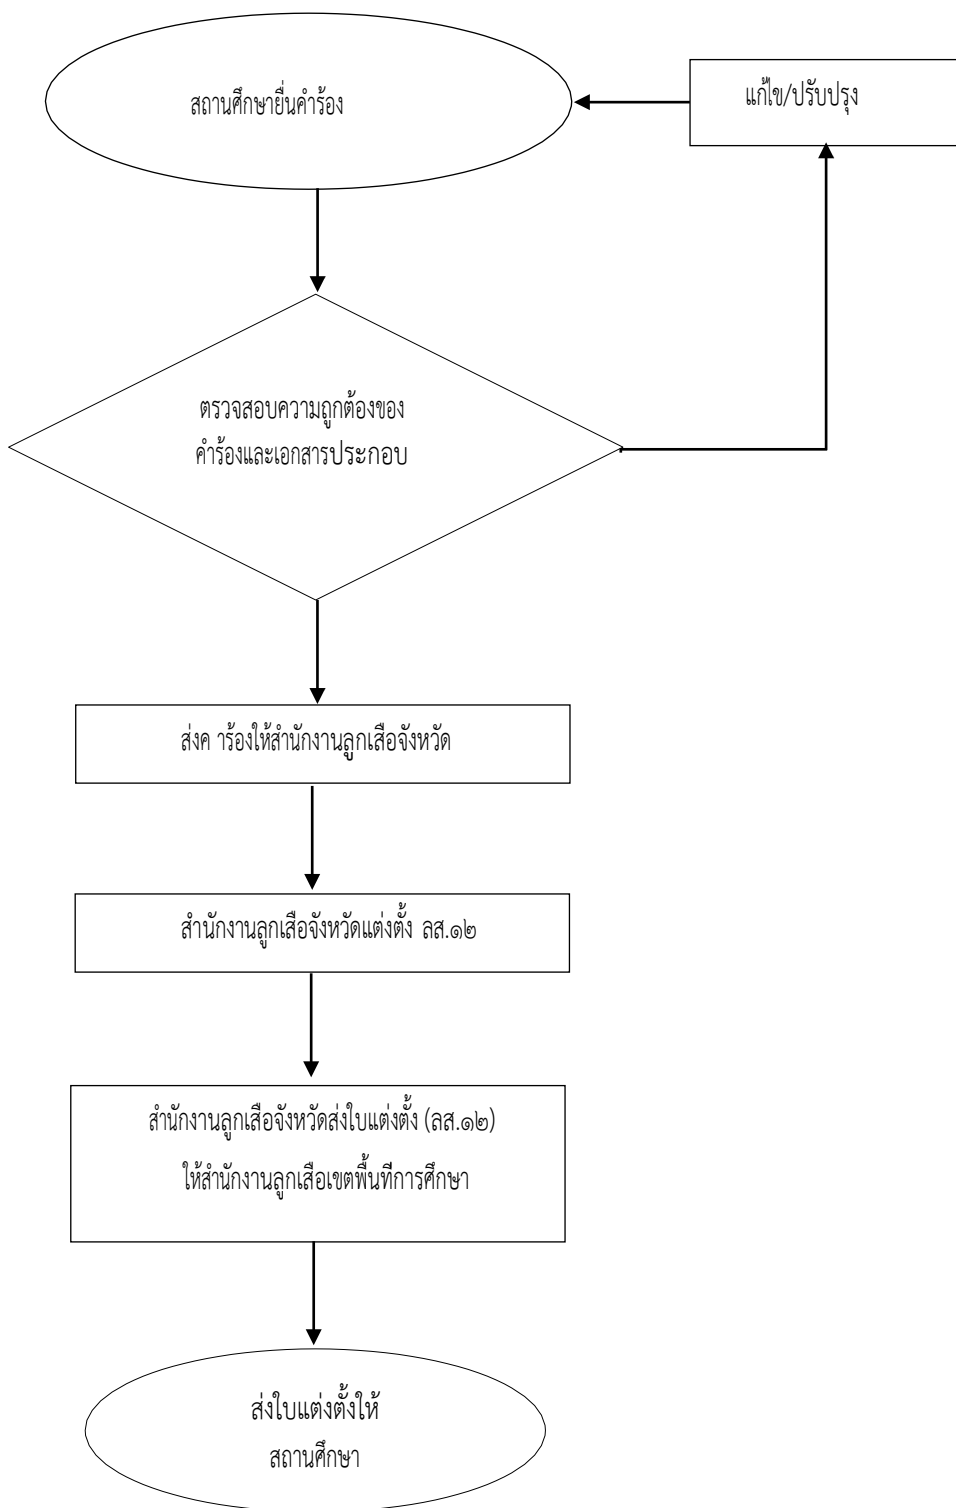 สถานศึกษายื่นคำร้อง
แก้ไข/ปรับปรุง
ตรวจสอบความถูกต้องของ
คำร้องและเอกสารประกอบ
ส่งค าร้องให้สำนักงานลูกเสือจังหวัด
สำนักงานลูกเสือจังหวัดแต่งตั้ง ลส.๑๒
สำนักงานลูกเสือจังหวัดส่งใบแต่งตั้ง (ลส.๑๒)
ให้สำนักงานลูกเสือเขตพื้นที่การศึกษา
ส่งใบแต่งตั้งให้
สถานศึกษา